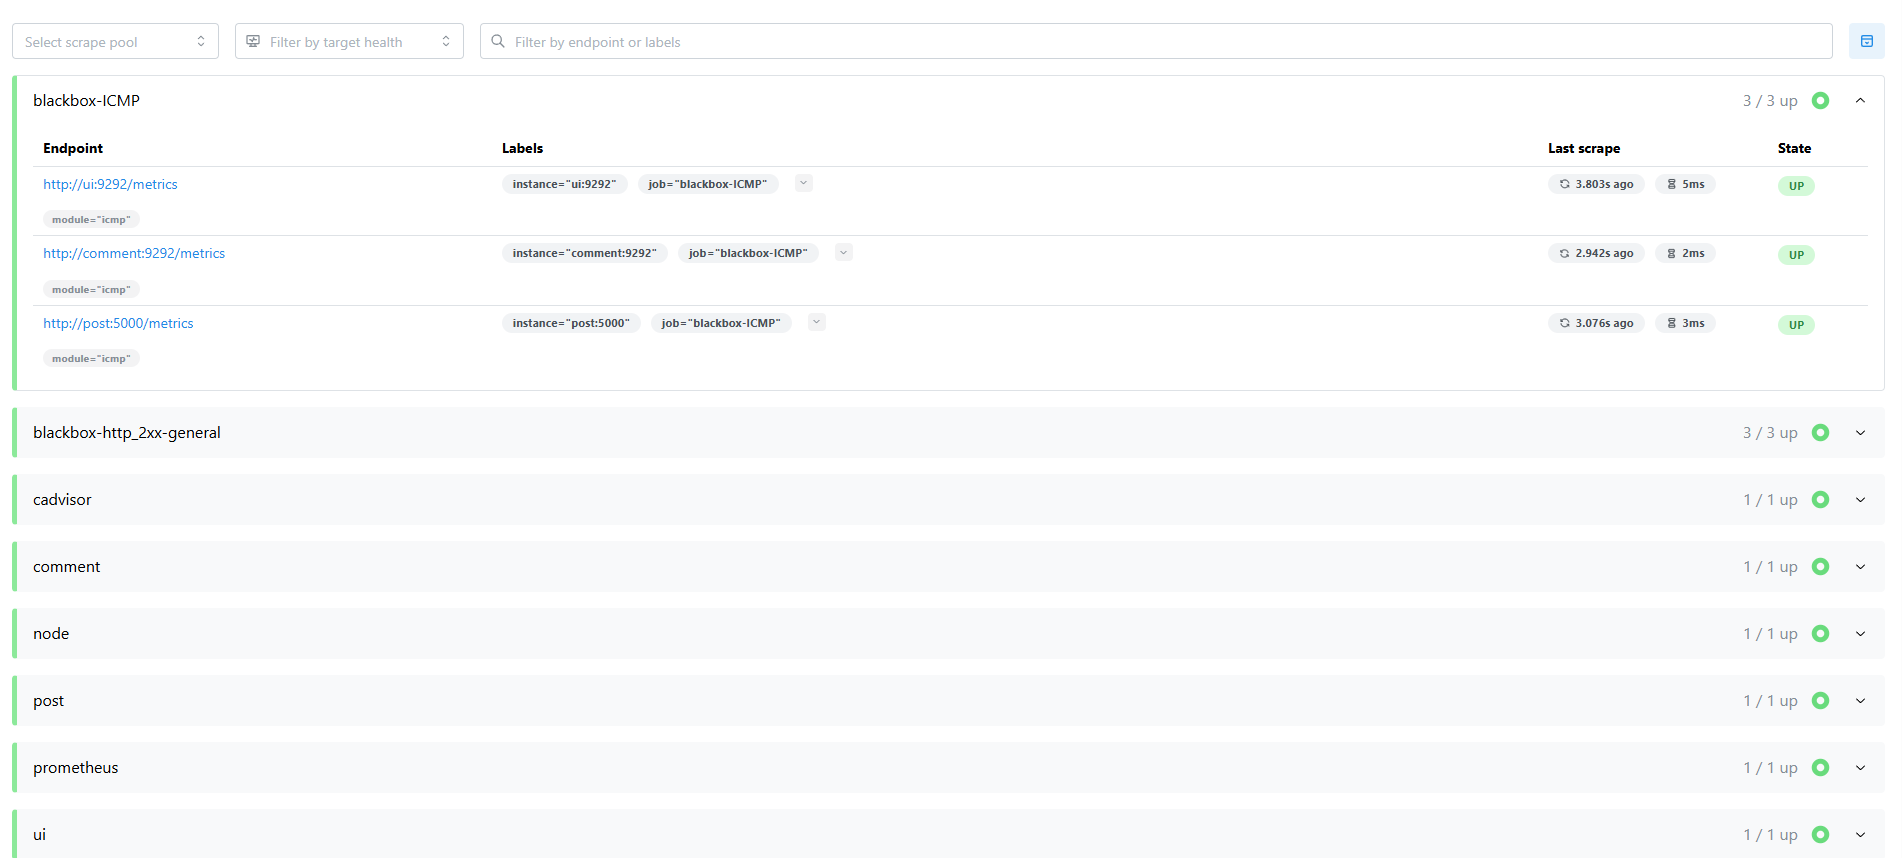 Select scrape pool Filter by target health Filter by endpoint or labels
blackbox-ICMP 3 / 3 up
Endpoint Labels Last scrape State
http://ui:9292/metrics instance="ui:9292" job="blackbox-ICMP" 3.803s ago 5ms UP
module="icmp"
http://comment:9292/metrics instance="comment:9292" job="blackbox-ICMP" 2.942s ago 2ms UP
module="icmp"
http://post:5000/metrics instance="post:5000" job="blackbox-ICMP" 3.076s ago 3ms UP
module="icmp"
blackbox-http_2xx-general 3 / 3 up
cadvisor 1 / 1 up
comment 1 / 1 up
node 1 / 1 up
post 1 / 1 up
prometheus 1 / 1 up
ui 1 / 1 up